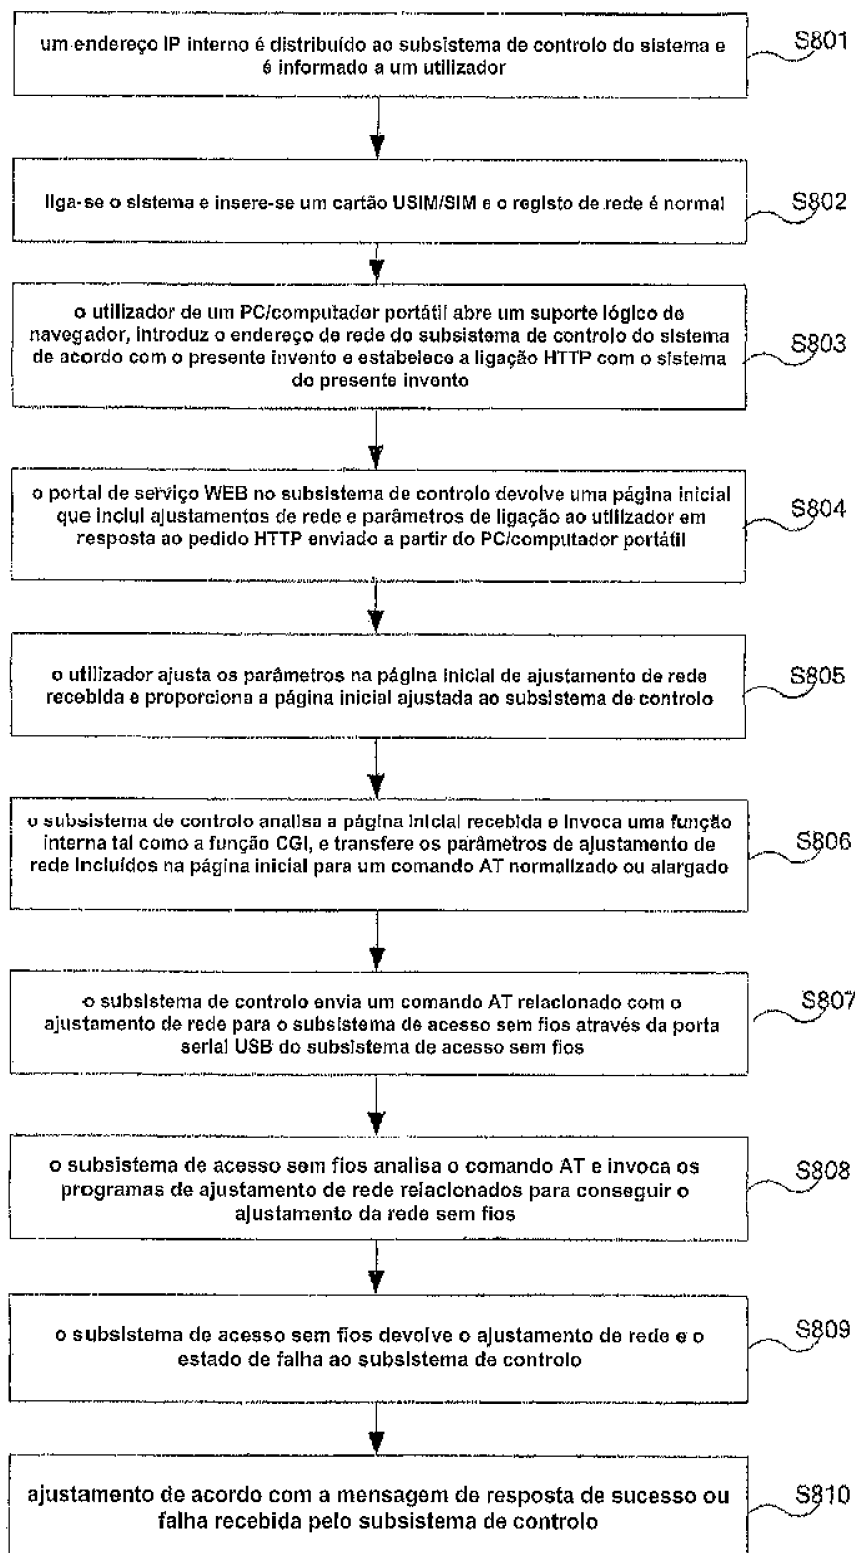 um endereço IP interno é distribuído ao subsistema de controlo do sistema e
é informado a um utilizador
S801
liga-se o sistema e insere-se um cartão USIM/SIM e o registo de rede é normal
S802
o utilizador de um PC/computador portátil abre um suporte lógico de
navegador, introduz o endereço de rede do subsistema de controlo do sistema
de acordo com o presente invento e estabelece a ligação HTTP com o sistema
do presente invento
S803
o portal de serviço WEB no subsistema de controlo devolve uma página inicial
que inclui ajustamentos de rede e parâmetros de ligação ao utilizador em
resposta ao pedido HTTP enviado a partir do PC/computador portátil
S804
o utilizador ajusta os parâmetros na página inicial de ajustamento de rede
recebida e proporciona a página inicial ajustada ao subsistema de controlo
S805
o subsistema de controlo analisa a página inicial recebida e invoca uma função
interna tal como a função CGI, e transfere os parâmetros de ajustamento de
rede incluídos na página inicial para um comando AT normalizado ou alargado
S806
o subsistema de controlo envia um comando AT relacionado com o
ajustamento de rede para o subsistema de acesso sem fios através da porta
serial USB do subsistema de acesso sem fios
S807
o subsistema de acesso sem fios analisa o comando AT e invoca os
programas de ajustamento de rede relacionados para conseguir o
ajustamento da rede sem fios
S808
o subsistema de acesso sem fios devolve o ajustamento de rede e o
estado de falha ao subsistema de controlo
S809
ajustamento de acordo com a mensagem de resposta de sucesso ou
falha recebida pelo subsistema de controlo
S810